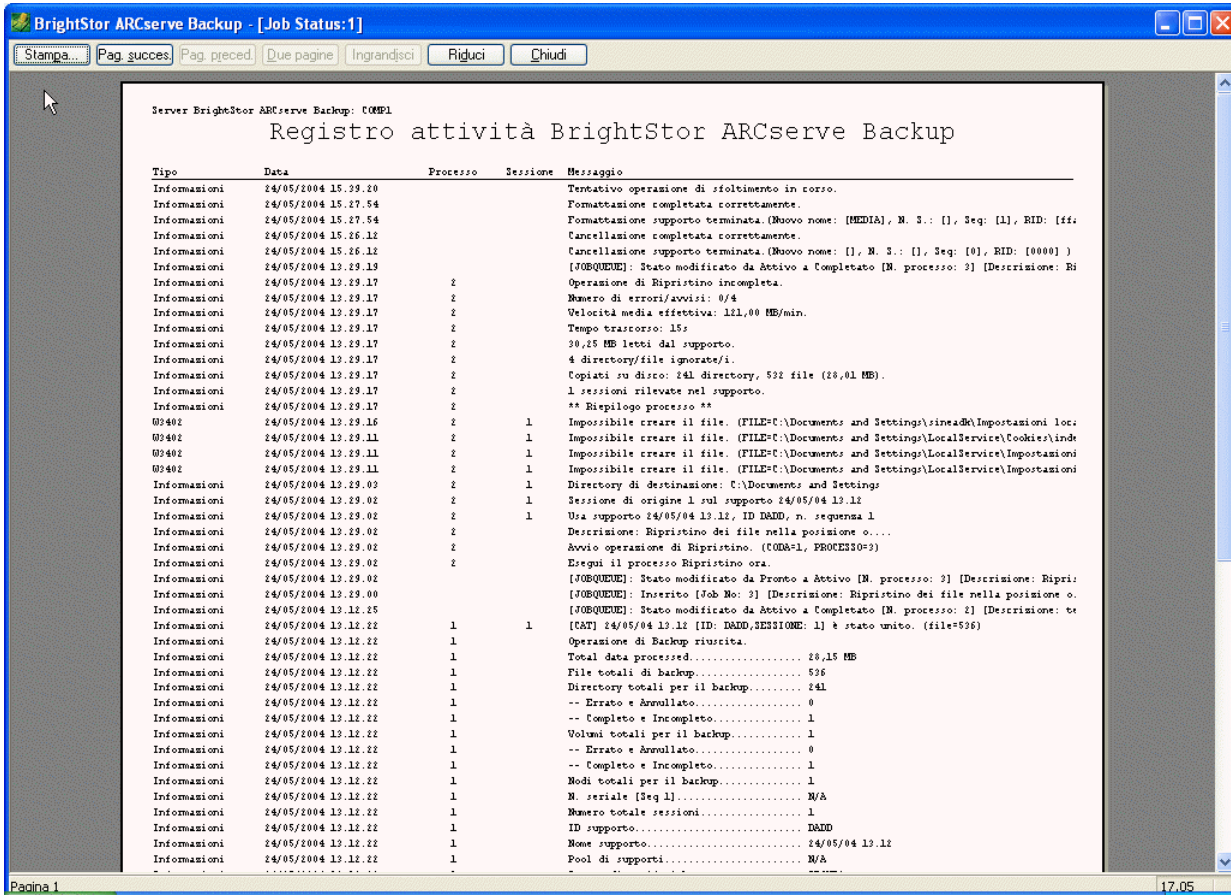 BrightStor ARCserve Backup - [Job Status:1]
Stampa... Pag. succes. Pag. preced. Due pagine Ingrandisci Riduci Chiudi
Server BrightStor ARCserve Backup: COMP1
Registro attività BrightStor ARCserve Backup
Tipo Data Processo Sessione Messaggio
Informazioni 24/05/2004 15.39.20 Tentativo operazione di sfoltimento in corso.
Informazioni 24/05/2004 15.27.54 Formattazione completata correttamente.
Informazioni 24/05/2004 15.27.54 Formattazione supporto terminata.(Nuovo nome: [MEDIA], N. S.: [], Seq: [1], RID: [ffa
Informazioni 24/05/2004 15.26.12 Cancellazione completata correttamente.
Informazioni 24/05/2004 15.26.12 Cancellazione supporto terminata.(Nuovo nome: [], N. S.: [], Seq: [0], RID: [0000] )
Informazioni 24/05/2004 13.29.19 [JOBQUEUE]: Stato modificato da Attivo a Completato [N. processo: 3] [Descrizione: Ri
Informazioni 24/05/2004 13.29.17 2 Operazione di Ripristino incompleta.
Informazioni 24/05/2004 13.29.17 2 Numero di errori/avvisi: 0/4
Informazioni 24/05/2004 13.29.17 2 Velocità media effettiva: 121,00 MB/min.
Informazioni 24/05/2004 13.29.17 2 Tempo trascorso: 15s
Informazioni 24/05/2004 13.29.17 2 30,25 MB letti dal supporto.
Informazioni 24/05/2004 13.29.17 2 4 directory/file ignorate/i.
Informazioni 24/05/2004 13.29.17 2 Copiati su disco: 241 directory, 532 file (28,01 MB).
Informazioni 24/05/2004 13.29.17 2 1 sessioni rilevate nel supporto.
Informazioni 24/05/2004 13.29.17 2 ** Riepilogo processo **
W3402 24/05/2004 13.29.16 2 1 Impossibile creare il file. (FILE=C:\Documents and Settings\sineadk\Impostazioni loca
W3402 24/05/2004 13.29.11 2 1 Impossibile creare il file. (FILE=C:\Documents and Settings\LocalService\Cookies\inde
W3402 24/05/2004 13.29.11 2 1 Impossibile creare il file. (FILE=C:\Documents and Settings\LocalService\Impostazioni
W3402 24/05/2004 13.29.11 2 1 Impossibile creare il file. (FILE=C:\Documents and Settings\LocalService\Impostazioni
Informazioni 24/05/2004 13.29.03 2 1 Directory di destinazione: C:\Documents and Settings
Informazioni 24/05/2004 13.29.02 2 1 Sessione di origine 1 sul supporto 24/05/04 13.12
Informazioni 24/05/2004 13.29.02 2 1 Usa supporto 24/05/04 13.12, ID DADD, n. sequenza 1
Informazioni 24/05/2004 13.29.02 2 Descrizione: Ripristino dei file nella posizione o....
Informazioni 24/05/2004 13.29.02 2 Avvio operazione di Ripristino. (CODA=1, PROCESSO=3)
Informazioni 24/05/2004 13.29.02 2 Esegui il processo Ripristino ora.
Informazioni 24/05/2004 13.29.02 [JOBQUEUE]: Stato modificato da Pronto a Attivo [N. processo: 3] [Descrizione: Ripris
Informazioni 24/05/2004 13.29.00 [JOBQUEUE]: Inserito [Job No: 3] [Descrizione: Ripristino dei file nella posizione o.
Informazioni 24/05/2004 13.12.25 [JOBQUEUE]: Stato modificato da Attivo a Completato [N. processo: 2] [Descrizione: te
Informazioni 24/05/2004 13.12.22 1 1 [CAT] 24/05/04 13.12 [ID: DADD,SESSIONE: 1] è stato unito. (file=536)
Informazioni 24/05/2004 13.12.22 1 Operazione di Backup riuscita.
Informazioni 24/05/2004 13.12.22 1 Total data processed.................. 28,15 MB
Informazioni 24/05/2004 13.12.22 1 File totali di backup................. 536
Informazioni 24/05/2004 13.12.22 1 Directory totali per il backup......... 241
Informazioni 24/05/2004 13.12.22 1 -- Errato e Annullato................. 0
Informazioni 24/05/2004 13.12.22 1 -- Completo e Incompleto.............. 1
Informazioni 24/05/2004 13.12.22 1 Volumi totali per il backup............ 1
Informazioni 24/05/2004 13.12.22 1 -- Errato e Annullato................. 0
Informazioni 24/05/2004 13.12.22 1 -- Completo e Incompleto.............. 1
Informazioni 24/05/2004 13.12.22 1 Nodi totali per il backup.............. 1
Informazioni 24/05/2004 13.12.22 1 N. seriale [Seq 1]..................... N/A
Informazioni 24/05/2004 13.12.22 1 Numero totale sessioni................. 1
Informazioni 24/05/2004 13.12.22 1 ID supporto............................ DADD
Informazioni 24/05/2004 13.12.22 1 Nome supporto.......................... 24/05/04 13.12
Informazioni 24/05/2004 13.12.22 1 Pool di supporti....................... N/A
Pagina 1 17.05